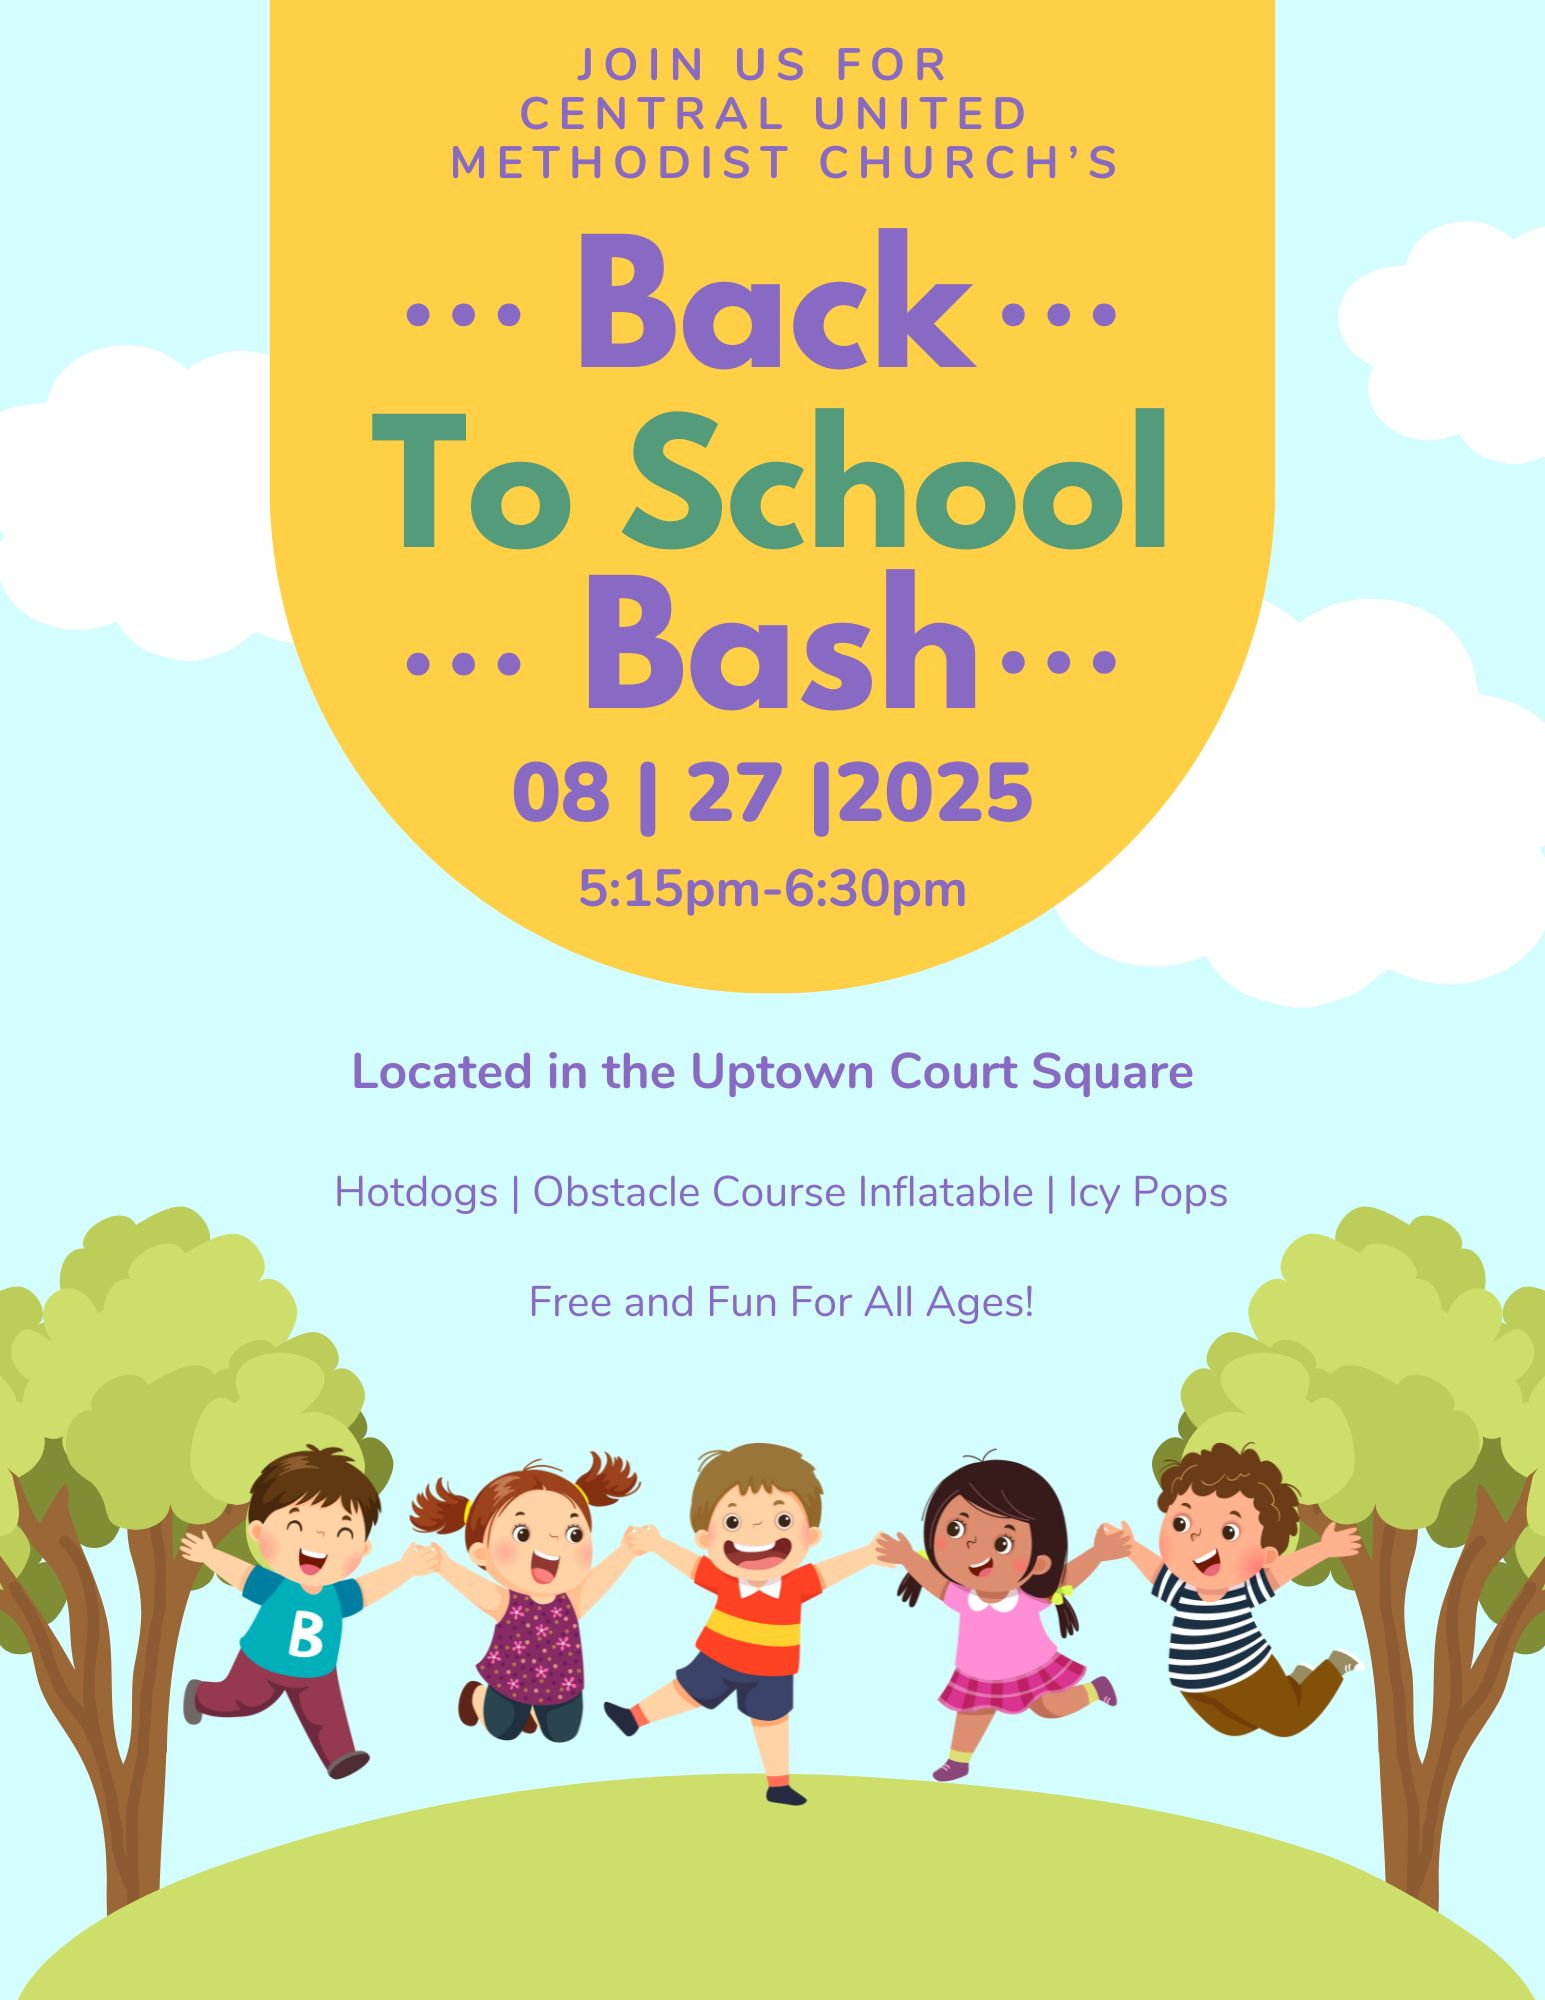 JOIN US FOR
CENTRAL UNITED
METHODIST CHURCH’S
••• Back •••
To School
••• Bash •••
08 | 27 |2025
5:15pm-6:30pm
Located in the Uptown Court Square
Hotdogs | Obstacle Course Inflatable | Icy Pops
Free and Fun For All Ages!
B